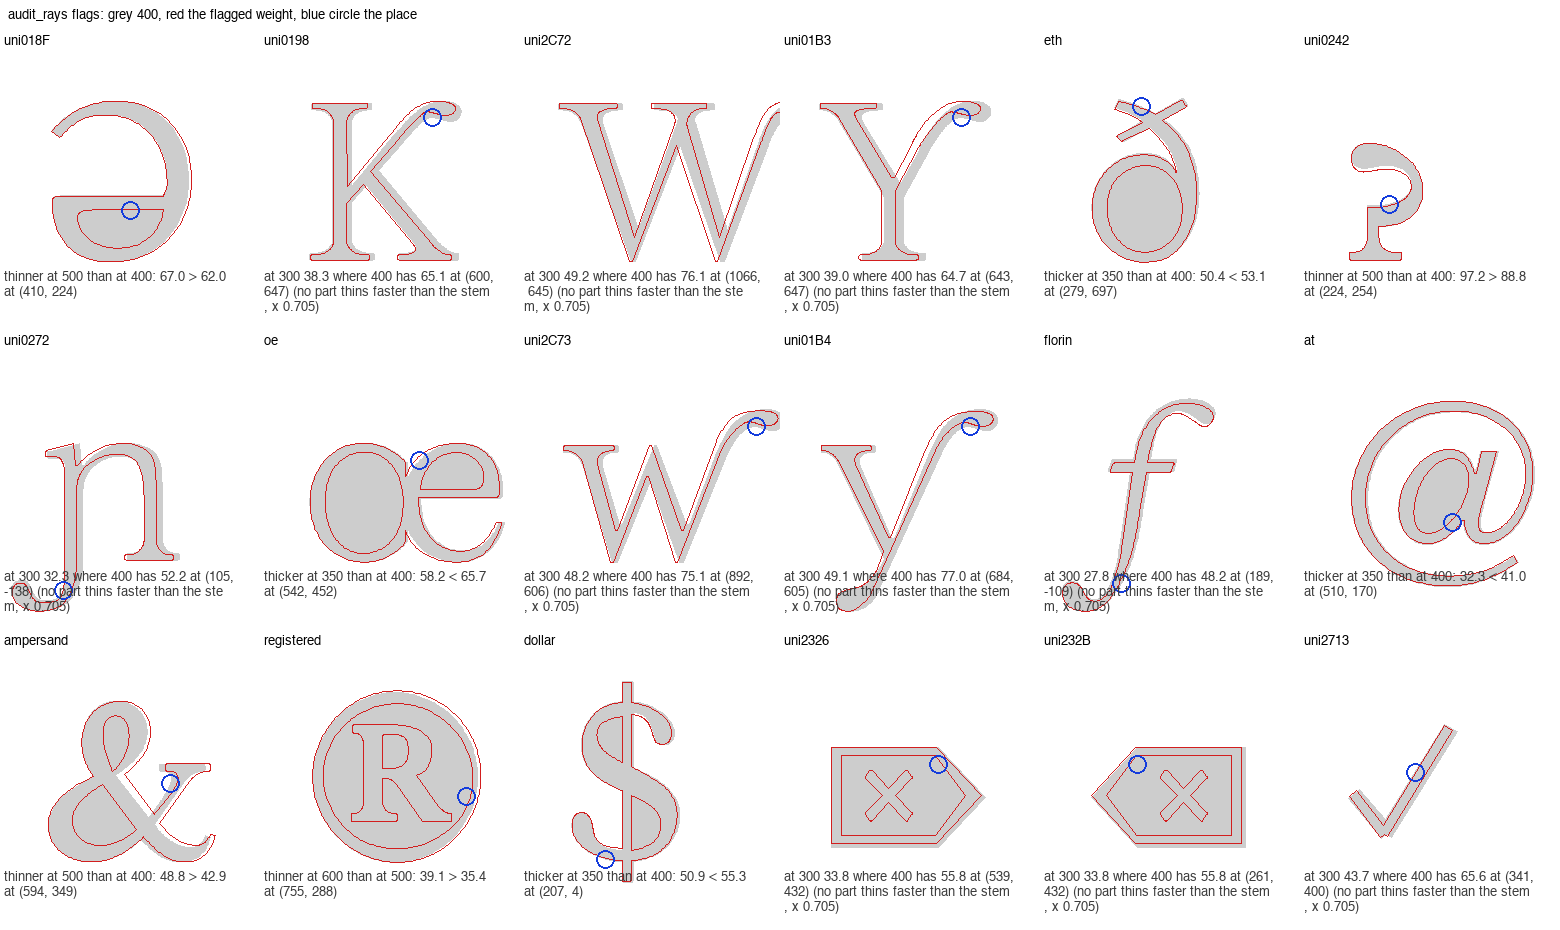 audit_rays flags: grey 400, red the flagged weight, blue circle the place
uni018F
uni0198
uni2C72
uni01B3
eth
uni0242
Ə
Ƙ
Ⱳ
Ƴ
ð
ɂ
thinner at 500 than at 400: 67.0 > 62.0
at (410, 224)
at 300 38.3 where 400 has 65.1 at (600,
647) (no part thins faster than the stem
, x 0.705)
at 300 49.2 where 400 has 76.1 at (1066,
645) (no part thins faster than the ste
m, x 0.705)
at 300 39.0 where 400 has 64.7 at (643,
647) (no part thins faster than the stem
, x 0.705)
thicker at 350 than at 400: 50.4 < 53.1
at (279, 697)
thinner at 500 than at 400: 97.2 > 88.8
at (224, 254)
uni0272
oe
uni2C73
uni01B4
florin
at
ɲ
œ
ⱳ
ƴ
ƒ
@
at 300 32.3 where 400 has 52.2 at (105,
-138) (no part thins faster than the ste
m, x 0.705)
thicker at 350 than at 400: 58.2 < 65.7
at (542, 452)
at 300 48.2 where 400 has 75.1 at (892,
606) (no part thins faster than the stem
, x 0.705)
at 300 49.1 where 400 has 77.0 at (684,
605) (no part thins faster than the stem
, x 0.705)
at 300 27.8 where 400 has 48.2 at (189,
-109) (no part thins faster than the ste
m, x 0.705)
thicker at 350 than at 400: 32.3 < 41.0
at (510, 170)
ampersand
registered
dollar
uni2326
uni232B
uni2713
&
®
$
⌦
⌫
✓
thinner at 500 than at 400: 48.8 > 42.9
at (594, 349)
thinner at 600 than at 500: 39.1 > 35.4
at (755, 288)
thicker at 350 than at 400: 50.9 < 55.3
at (207, 4)
at 300 33.8 where 400 has 55.8 at (539,
432) (no part thins faster than the stem
, x 0.705)
at 300 33.8 where 400 has 55.8 at (261,
432) (no part thins faster than the stem
, x 0.705)
at 300 43.7 where 400 has 65.6 at (341,
400) (no part thins faster than the stem
, x 0.705)